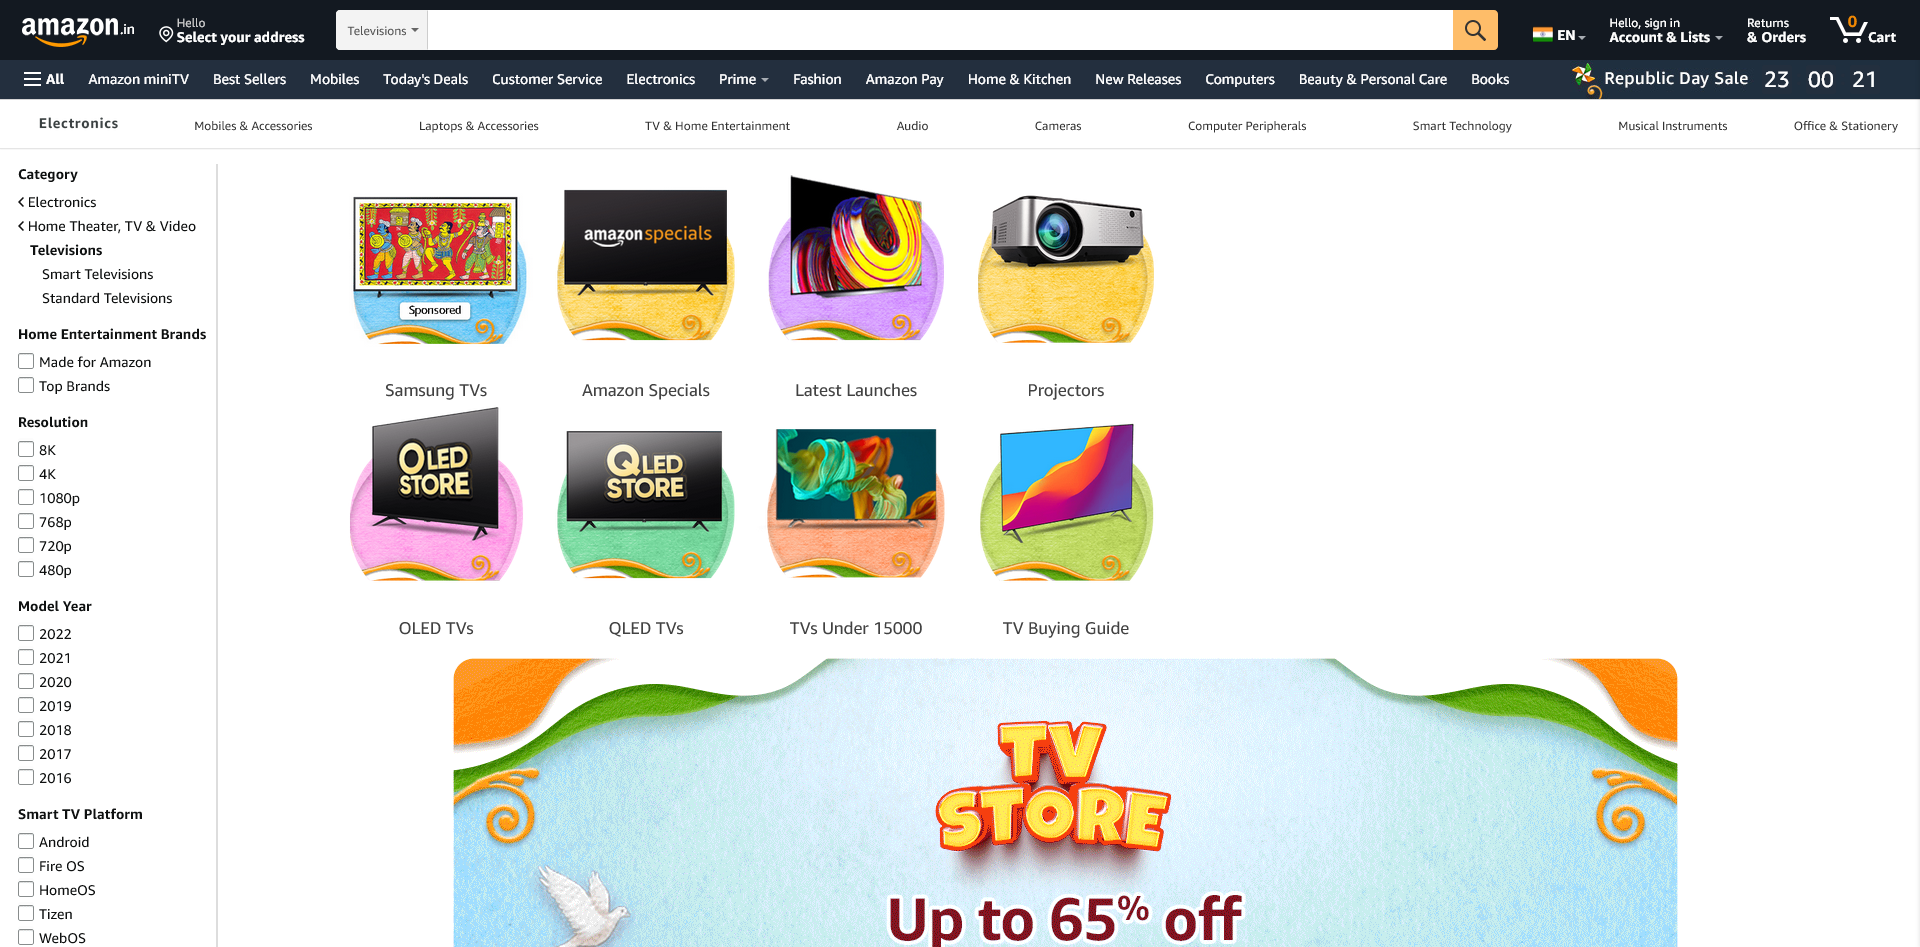 amazon.in
Hello
Select your address
Televisions
EN
Hello, sign in
Account & Lists
Returns
& Orders
0
Cart
All
Amazon miniTV
Best Sellers
Mobiles
Today's Deals
Customer Service
Electronics
Prime
Fashion
Amazon Pay
Home & Kitchen
New Releases
Computers
Beauty & Personal Care
Books
Republic Day Sale 23 00 21
Electronics
Mobiles & Accessories
Laptops & Accessories
TV & Home Entertainment
Audio
Cameras
Computer Peripherals
Smart Technology
Musical Instruments
Office & Stationery
Category
Electronics
Home Theater, TV & Video
Televisions
Smart Televisions
Standard Televisions
Home Entertainment Brands
Made for Amazon
Top Brands
Resolution
8K
4K
1080p
768p
720p
480p
Model Year
2022
2021
2020
2019
2018
2017
2016
Smart TV Platform
Android
Fire OS
HomeOS
Tizen
WebOS
Sponsored
Samsung TVs
amazon specials
Amazon Specials
Latest Launches
Projectors
OLED
STORE
OLED TVs
QLED
STORE
QLED TVs
TVs Under 15000
TV Buying Guide
TV
STORE
Up to 65% off